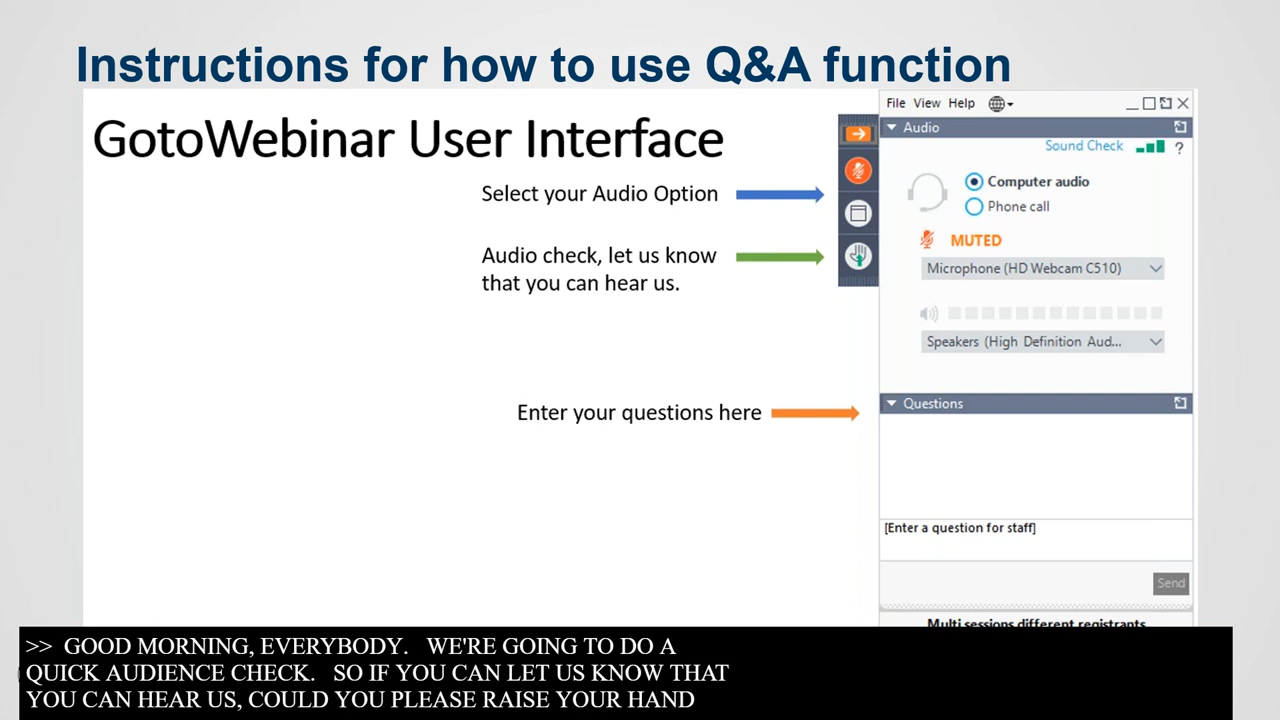 Instructions for how to use Q&A function
GotoWebinar User Interface
Select your Audio Option
Audio check, let us know
that you can hear us.
Enter your questions here
File View Help
Audio
Sound Check
?
Computer audio
Phone call
MUTED
Microphone (HD Webcam C510)
Speakers (High Definition Aud...
Questions
[Enter a question for staff]
Send
Multi sessions different registrants
>> GOOD MORNING, EVERYBODY. WE'RE GOING TO DO A
QUICK AUDIENCE CHECK. SO IF YOU CAN LET US KNOW THAT
YOU CAN HEAR US, COULD YOU PLEASE RAISE YOUR HAND